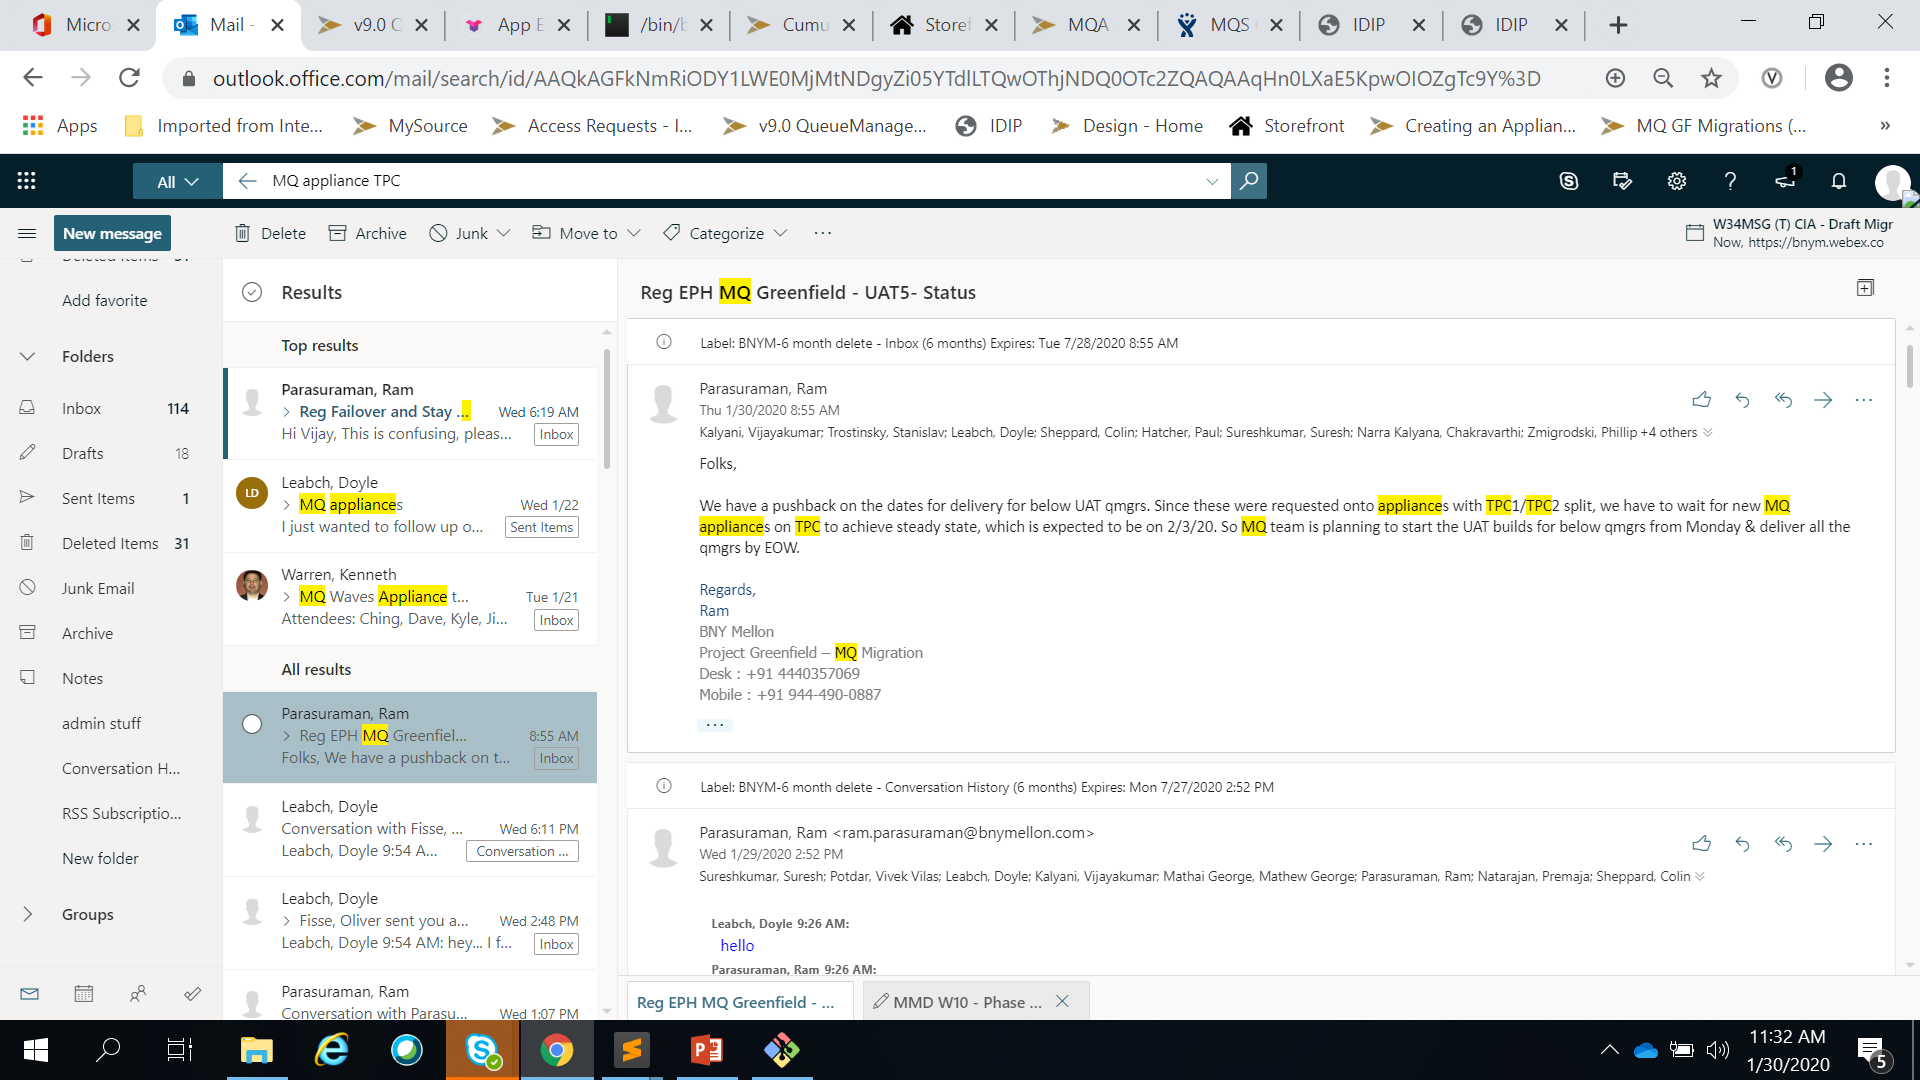 Micro
Mail -
v9.0 Q
App E
/bin/b
Cumu
Storef
MQA
MQS
IDIP
IDIP
outlook.office.com/mail/search/id/AAQkAGFkNmRiODY1LWE0MjMtNDgyZi05YTdlLTQwOThjNDQ0OTc2ZQAQAAqHn0LXaE5KpwOIOZgTc9Y%3D
Apps
Imported from Inte...
MySource
Access Requests - I...
v9.0 QueueManage...
IDIP
Design - Home
Storefront
Creating an Applian...
MQ GF Migrations (...
»
All
MQ appliance TPC
1
New message
Delete
Archive
Junk
Move to
Categorize
...
W34MSG (T) CIA - Draft Migr
Now, https://bnym.webex.co
Deleted Items 31
Add favorite
Folders
Inbox 114
Drafts 18
Sent Items 1
Deleted Items 31
Junk Email
Archive
Notes
admin stuff
Conversation H...
RSS Subscriptio...
New folder
Groups
Results
Top results
Parasuraman, Ram
Reg Failover and Stay ... Wed 6:19 AM
Hi Vijay, This is confusing, pleas... Inbox
LD
Leabch, Doyle
MQ appliances Wed 1/22
I just wanted to follow up o... Sent Items
Warren, Kenneth
MQ Waves Appliance t... Tue 1/21
Attendees: Ching, Dave, Kyle, Ji... Inbox
All results
Parasuraman, Ram
Reg EPH MQ Greenfiel... 8:55 AM
Folks, We have a pushback on t... Inbox
Leabch, Doyle
Conversation with Fisse, ... Wed 6:11 PM
Leabch, Doyle 9:54 A... Conversation ...
Leabch, Doyle
Fisse, Oliver sent you a... Wed 2:48 PM
Leabch, Doyle 9:54 AM: hey... I f... Inbox
Parasuraman, Ram
Conversation with Parasu... Wed 1:07 PM
Reg EPH MQ Greenfield - UAT5- Status
Label: BNYM-6 month delete - Inbox (6 months) Expires: Tue 7/28/2020 8:55 AM
Parasuraman, Ram
Thu 1/30/2020 8:55 AM
Kalyani, Vijayakumar; Trostinsky, Stanislav; Leabch, Doyle; Sheppard, Colin; Hatcher, Paul; Sureshkumar, Suresh; Narra Kalyana, Chakravarthi; Zmigrodski, Phillip +4 others
Folks,
We have a pushback on the dates for delivery for below UAT qmgrs. Since these were requested onto appliances with TPC1/TPC2 split, we have to wait for new MQ
appliances on TPC to achieve steady state, which is expected to be on 2/3/20. So MQ team is planning to start the UAT builds for below qmgrs from Monday & deliver all the
qmgrs by EOW.
Regards,
Ram
BNY Mellon
Project Greenfield – MQ Migration
Desk : +91 4440357069
Mobile : +91 944-490-0887
...
Label: BNYM-6 month delete - Conversation History (6 months) Expires: Mon 7/27/2020 2:52 PM
Parasuraman, Ram <ram.parasuraman@bnymellon.com>
Wed 1/29/2020 2:52 PM
Sureshkumar, Suresh; Potdar, Vivek Vilas; Leabch, Doyle; Kalyani, Vijayakumar; Mathai George, Mathew George; Parasuraman, Ram; Natarajan, Premaja; Sheppard, Colin
Leabch, Doyle 9:26 AM:
hello
Parasuraman, Ram 9:26 AM:
Reg EPH MQ Greenfield - ...
MMD W10 - Phase ...
11:32 AM
1/30/2020
5